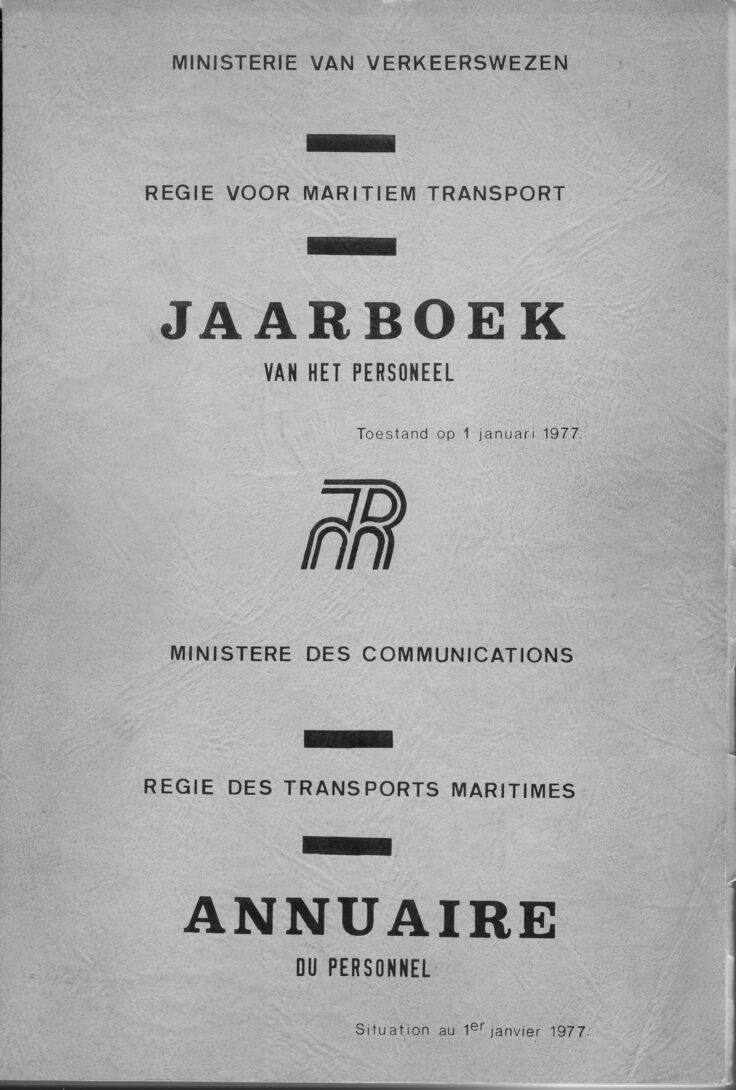 MINISTERIE VAN VERKEERSWEZEN
REGIE VOOR MARITIEM TRANSPORT
JAARBOEK
VAN HET PERSONEEL
Toestand op 1 januari 1977.
MINISTERE DES COMMUNICATIONS
REGIE DES TRANSPORTS MARITIMES
ANNUAIRE
DU PERSONNEL
Situation au 1er janvier 1977.